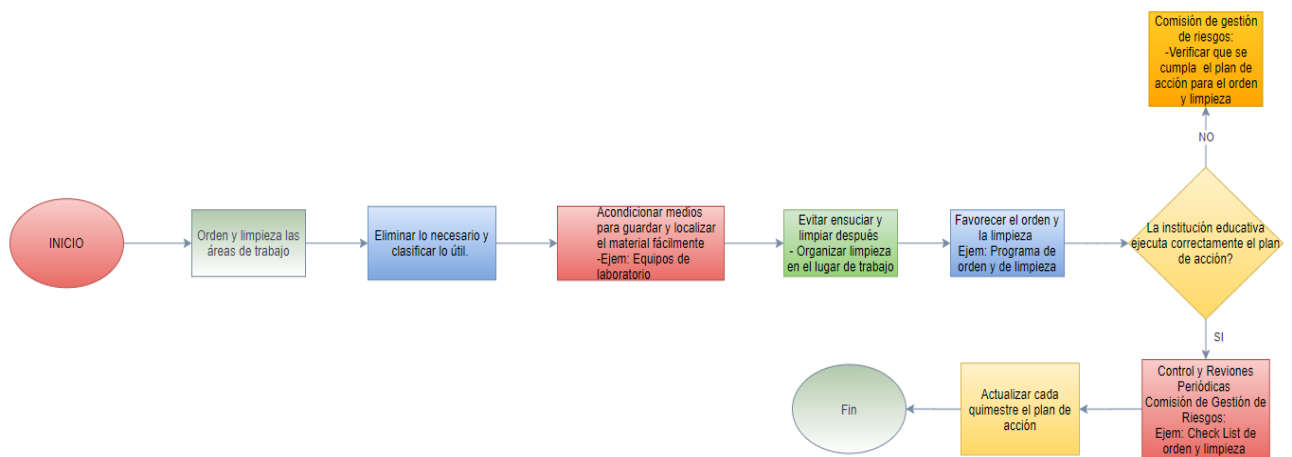 INICIO
Orden y limpieza las
áreas de trabajo
Eliminar lo necesario y
clasificar lo útil.
Acondicionar medios
para guardar y localizar
el material fácilmente
-Ejem: Equipos de
laboratorio
Evitar ensuciar y
limpiar después
- Organizar limpieza
en el lugar de trabajo
Favorecer el orden y
la limpieza
Ejem: Programa de
orden y de limpieza
La institución educativa
ejecuta correctamente el plan
de acción?
NO
Comisión de gestión
de riesgos:
-Verificar que se
cumpla el plan de
acción para el orden
y limpieza
SI
Control y Reviones
Periódicas
Comisión de Gestión de
Riesgos:
Ejem: Check List de
orden y limpieza
Actualizar cada
quimestre el plan de
acción
Fin